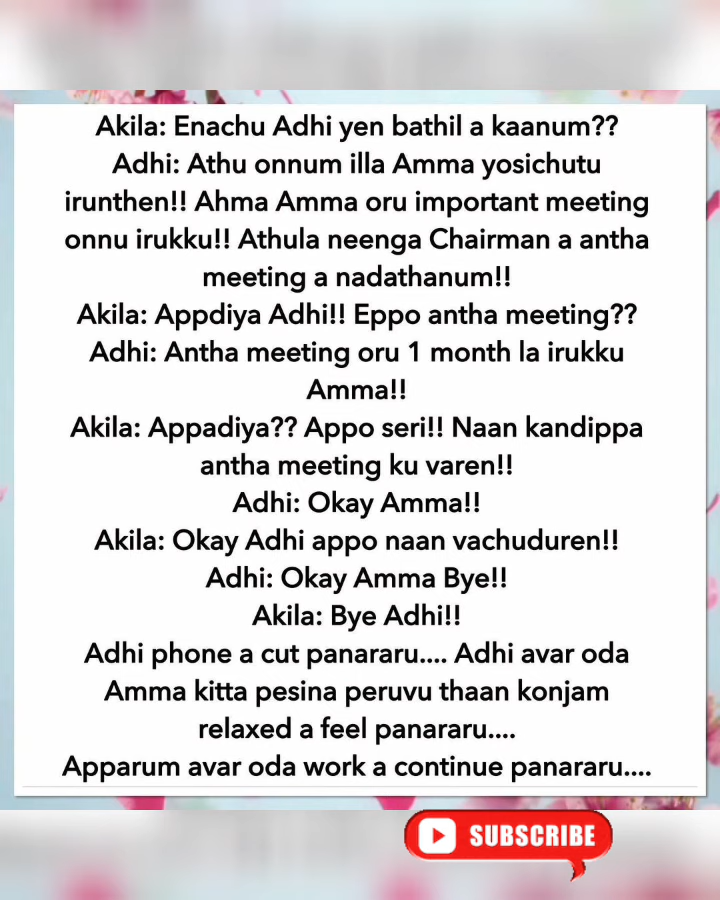 Akila: Enachu Adhi yen bathil a kaanum??
Adhi: Athu onnum illa Amma yosichutu
irunthen!! Ahma Amma oru important meeting
onnu irukku!! Athula neenga Chairman a antha
meeting a nadathanum!!
Akila: Appdiya Adhi!! Eppo antha meeting??
Adhi: Antha meeting oru 1 month la irukku
Amma!!
Akila: Appadiya?? Appo seri!! Naan kandippa
antha meeting ku varen!!
Adhi: Okay Amma!!
Akila: Okay Adhi appo naan vachuduren!!
Adhi: Okay Amma Bye!!
Akila: Bye Adhi!!
Adhi phone a cut panararu.... Adhi avar oda
Amma kitta pesina peruvu thaan konjam
relaxed a feel panararu....
Apparum avar oda work a continue panararu....
SUBSCRIBE